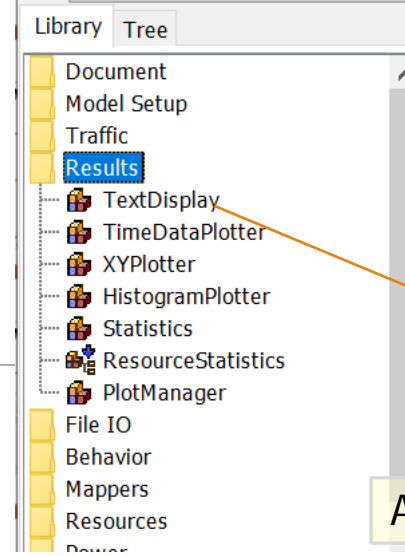 Library Tree
Document
Model Setup
Traffic
Results
TextDisplay
TimeDataPlotter
XYPlotter
HistogramPlotter
Statistics
ResourceStatistics
PlotManager
File IO
Behavior
Mappers
Resources
Power
A